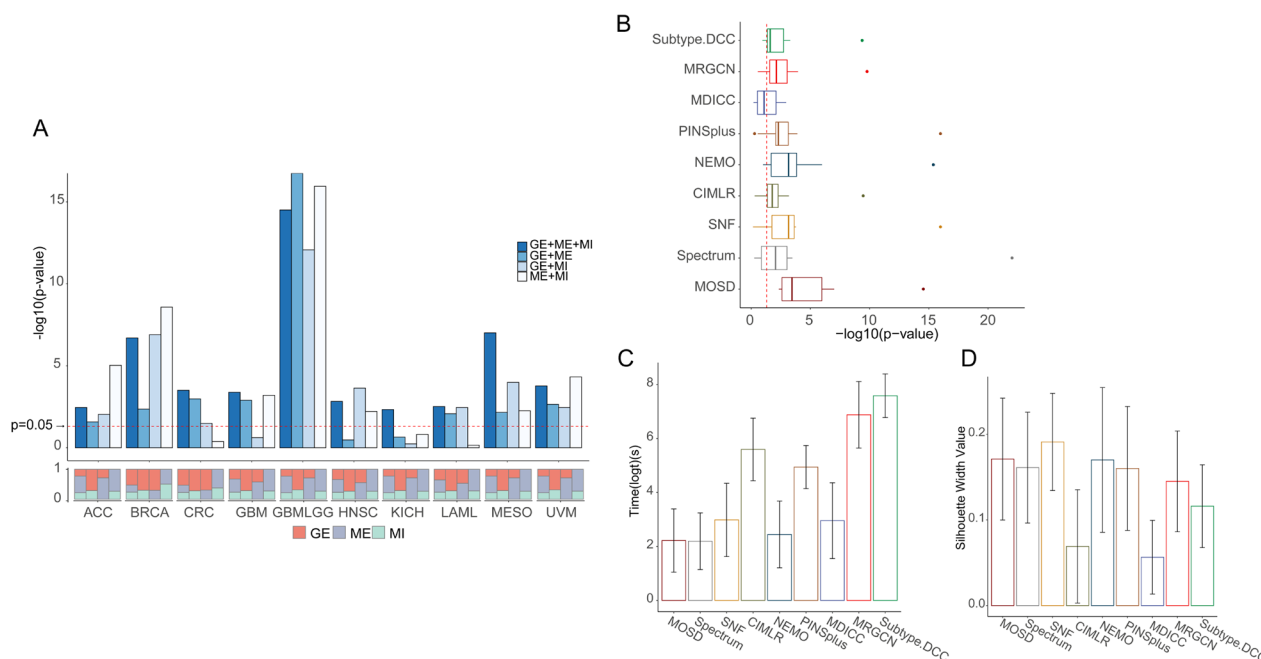 A
-log10(p-value)
15
10
5
0
p=0.05→
GE+ME+MI
GE+ME
GE+MI
ME+MI
1
0
ACC BRCA CRC GBM GBMLGG HNSC KICH LAML MESO UVM
GE ME MI
B
Subtype.DCC
MRGCN
MDICC
PINSplus
NEMO
CIMLR
SNF
Spectrum
MOSD
0 5 10 15 20
−log10(p−value)
C
Time(logt)(s)
8
6
4
2
0
MOSD Spectrum SNF CIMLR NEMO PINSplus MDICC MRGCN Subtype.DCC
D
Silhouette Width Value
0.2
0.1
0.0
MOSD Spectrum SNF CIMLR NEMO PINSplus MDICC MRGCN Subtype.DCC